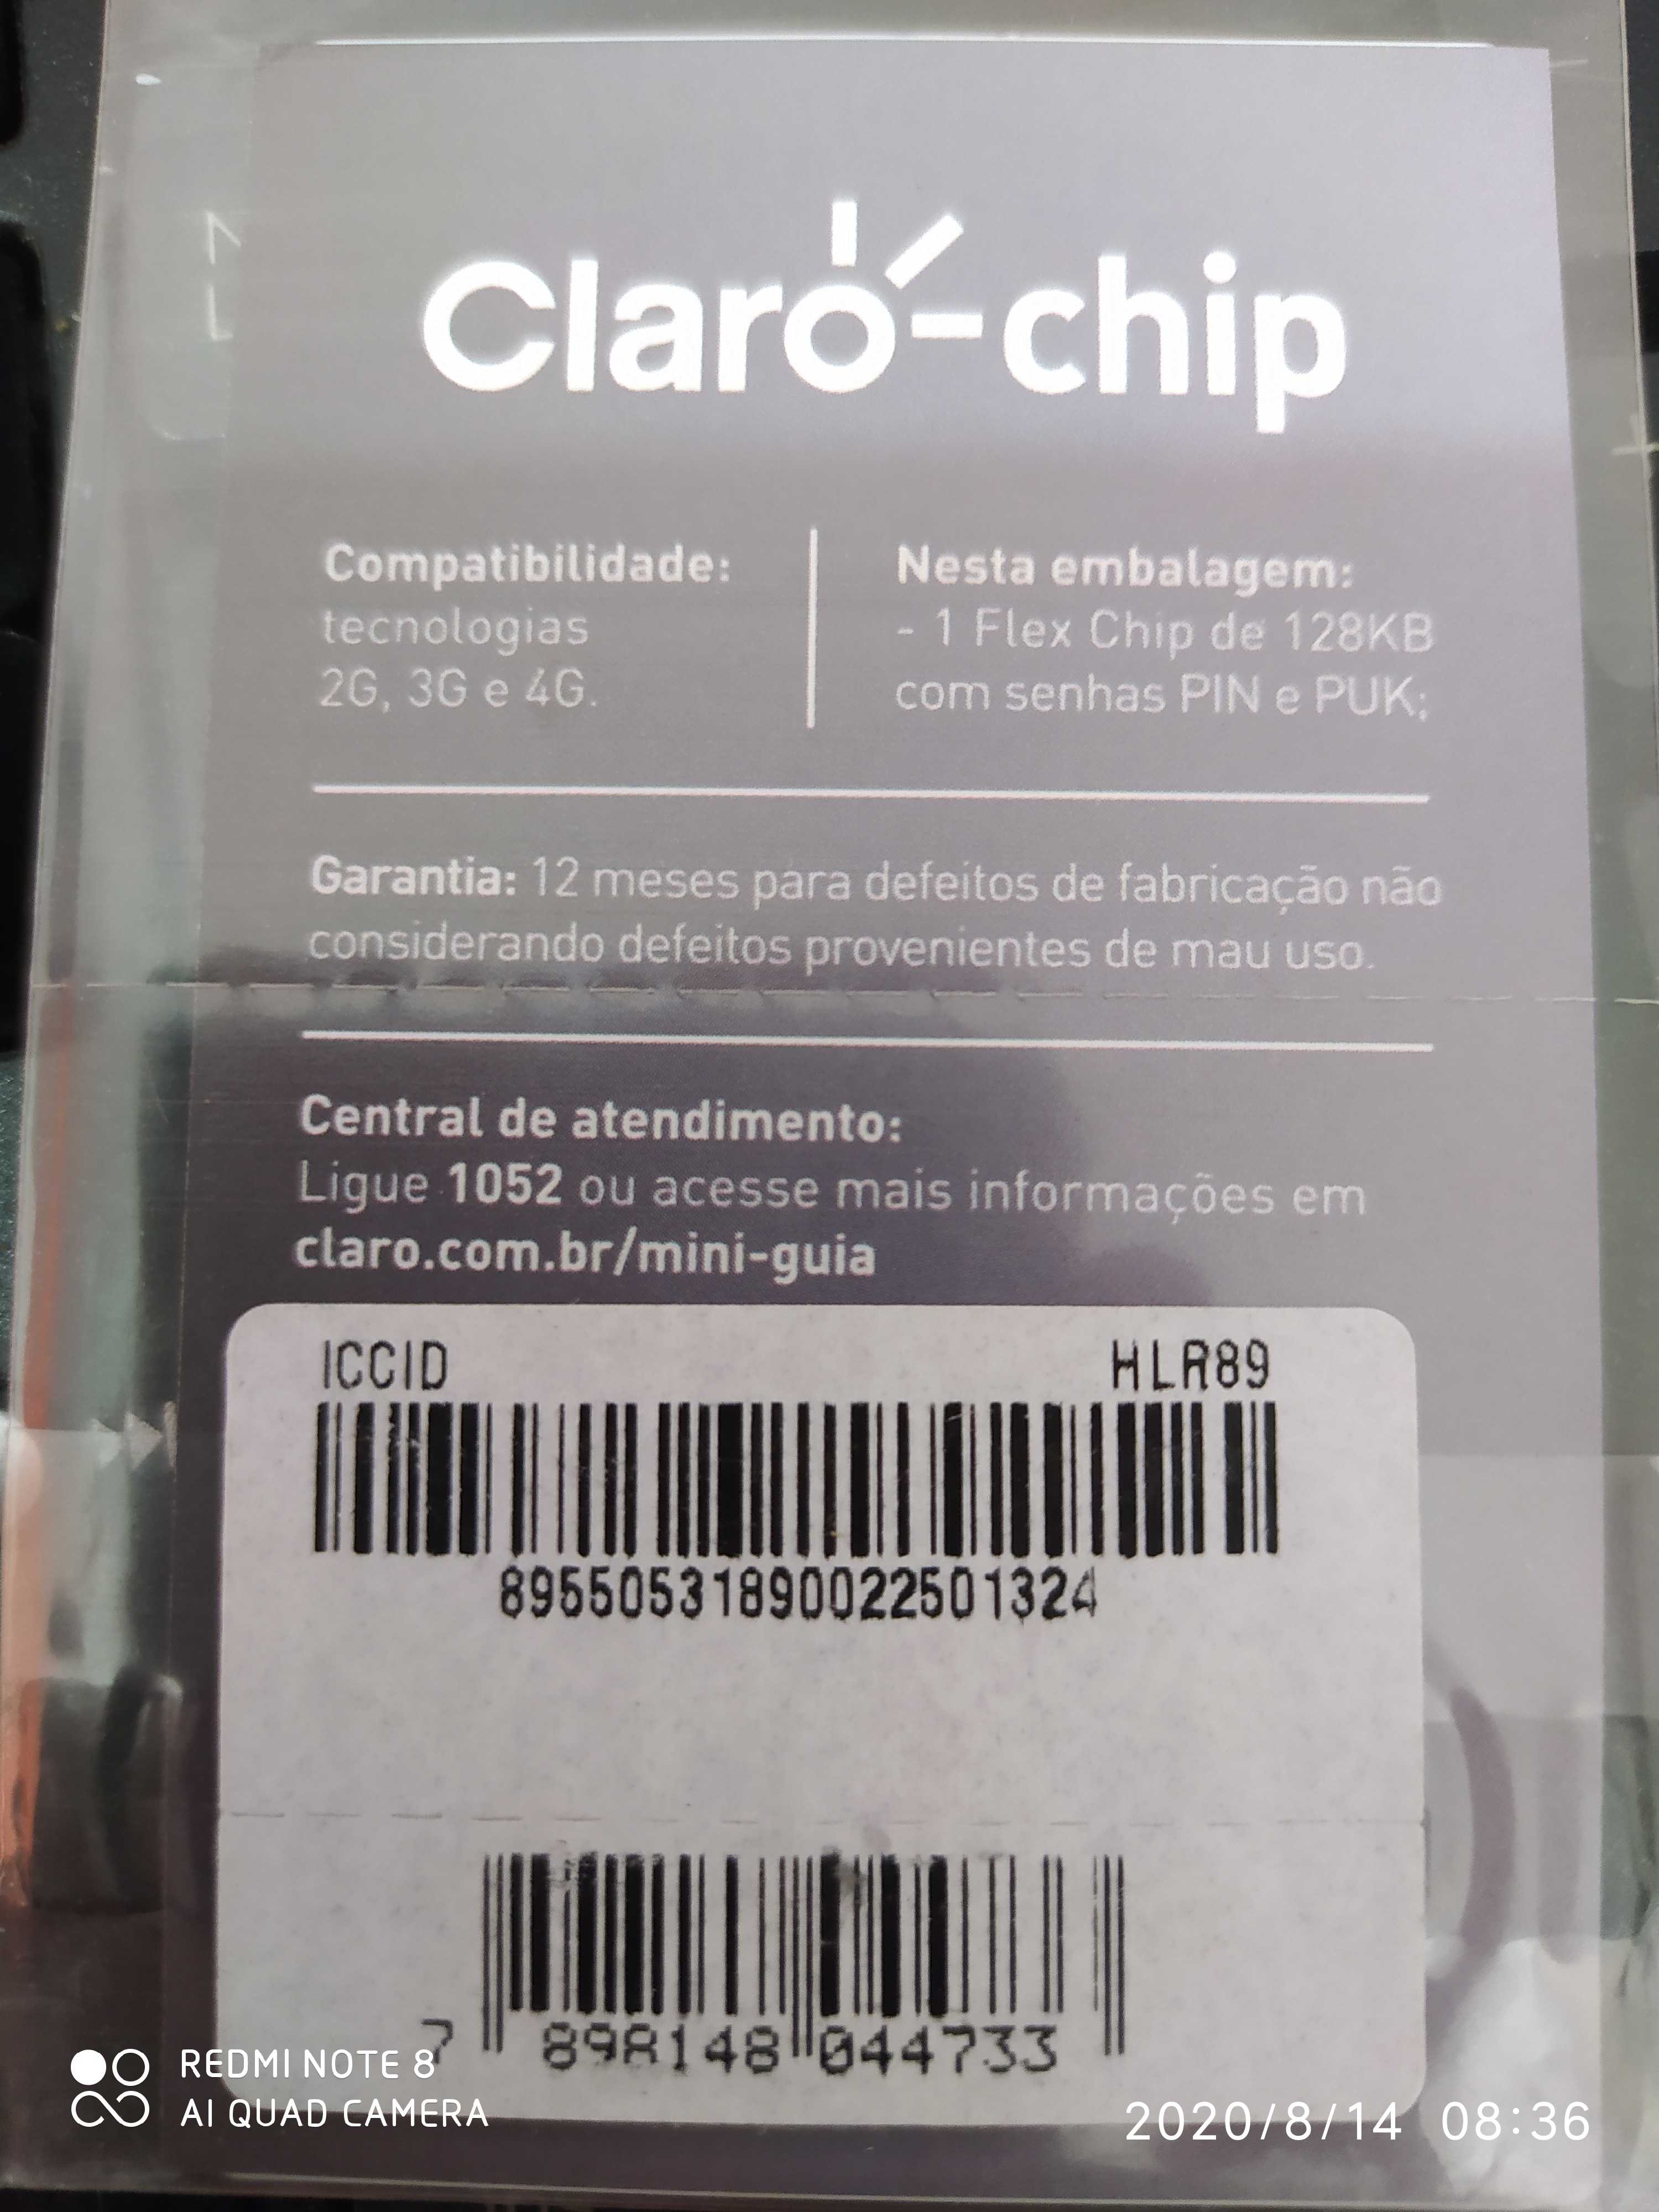 Claro-chip
Compatibilidade:
tecnologias
2G, 3G e 4G.
Nesta embalagem:
- 1 Flex Chip de 128KB
com senhas PIN e PUK;
Garantia: 12 meses para defeitos de fabricação não
considerando defeitos provenientes de mau uso.
Central de atendimento:
Ligue 1052 ou acesse mais informações em
claro.com.br/mini-guia
ICCID HLR89
89550531890022501324
7 898148 044733
REDMI NOTE 8
AI QUAD CAMERA
2020/8/14 08:36